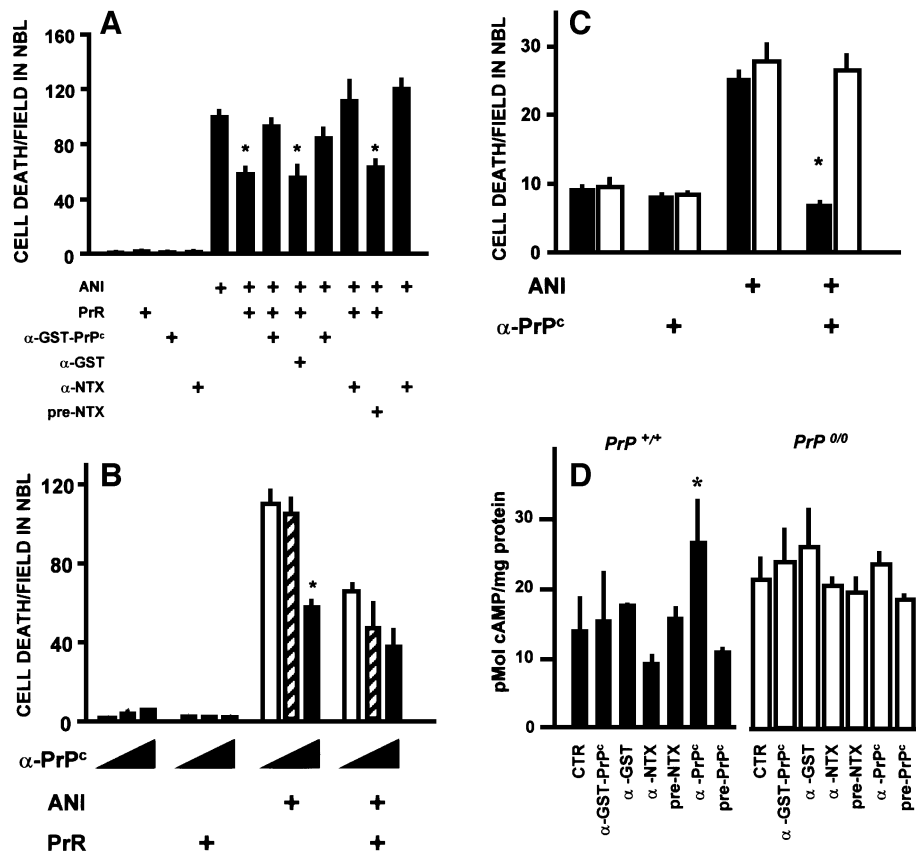 A
CELL DEATH/FIELD IN NBL
160
120
80
40
0
* * *
ANI + + + + + + + +
PrR + + + + + +
α-GST-PrPᶜ + + +
α-GST +
α-NTX + + +
pre-NTX +
B
CELL DEATH/FIELD IN NBL
120
80
40
0
*
α-PrPᶜ
ANI + +
PrR + +
C
CELL DEATH/FIELD IN NBL
30
20
10
0
*
ANI + +
α-PrPᶜ + +
D
PrP +/+
PrP 0/0
pMol cAMP/mg protein
30
20
10
0
*
CTR
α-GST-PrPᶜ
α-GST
α-NTX
pre-NTX
α-PrPᶜ
pre-PrPᶜ
CTR
α-GST-PrPᶜ
α-GST
α-NTX
pre-NTX
α-PrPᶜ
pre-PrPᶜ